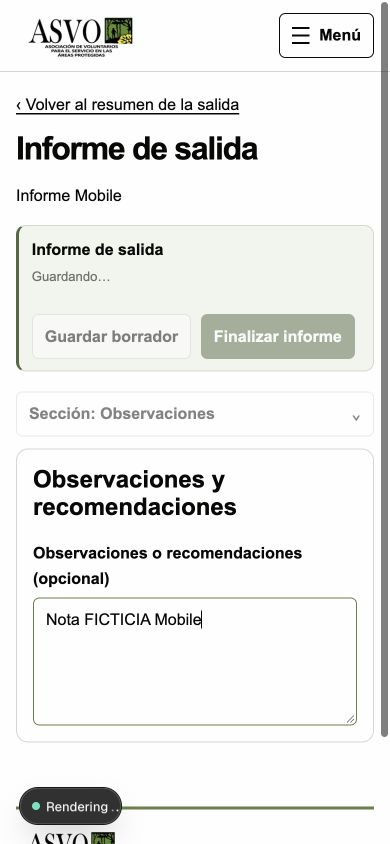 ASVO
ASOCIACIÓN DE VOLUNTARIOS
PARA EL SERVICIO EN LAS
ÁREAS PROTEGIDAS
Menú
‹ Volver al resumen de la salida
Informe de salida
Informe Mobile
Informe de salida
Guardando…
Guardar borrador
Finalizar informe
Sección: Observaciones
Observaciones y
recomendaciones
Observaciones o recomendaciones
(opcional)
Nota FICTICIA Mobile
Rendering ..
ASVO